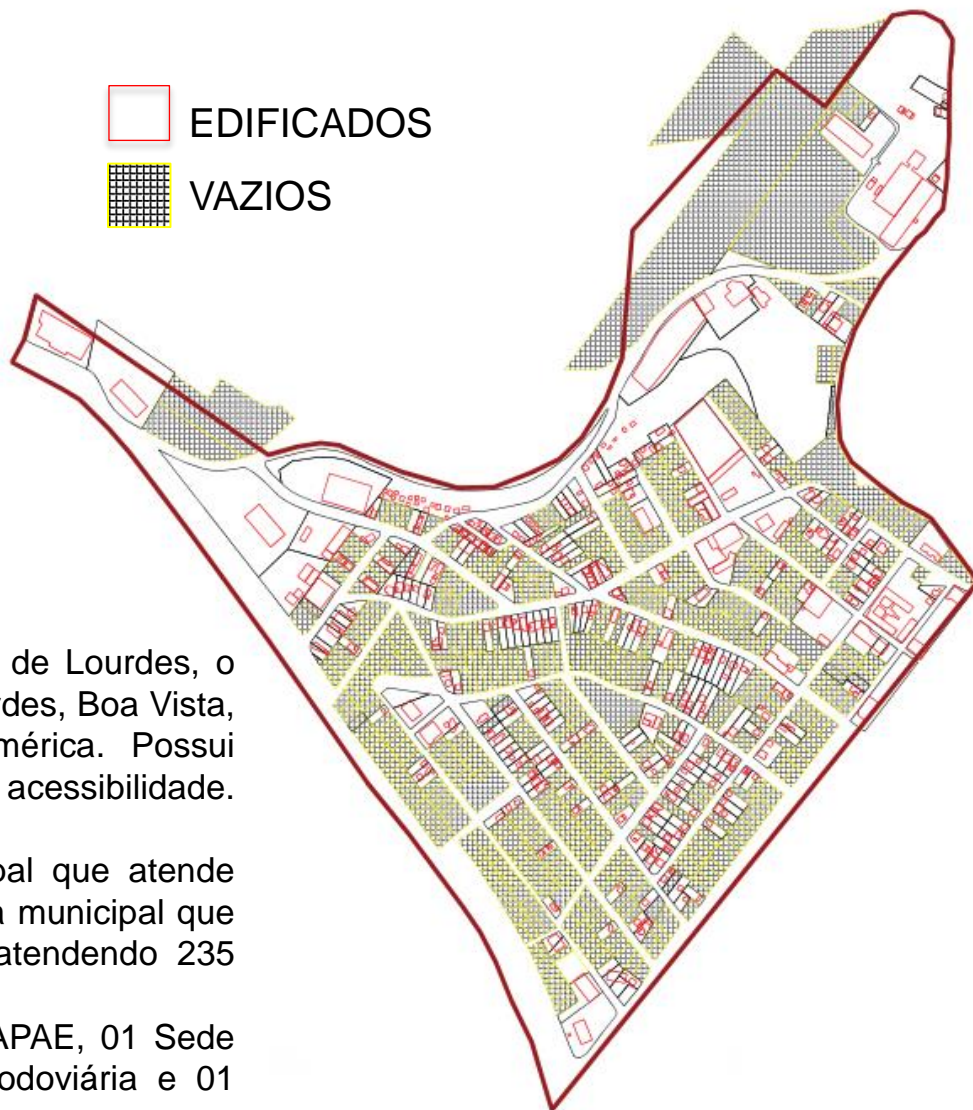 EDIFICADOS
VAZIOS
de Lourdes, o
rdes, Boa Vista,
mérica. Possui
acessibilidade.
pal que atende
a municipal que
atendendo 235
APAE, 01 Sede
odoviária e 01